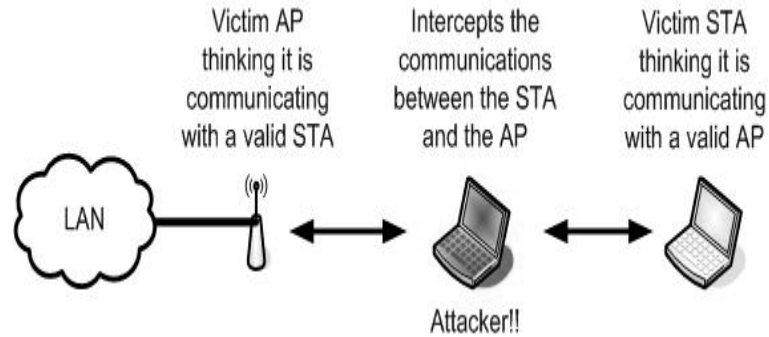 Victim AP
thinking it is
communicating
with a valid STA
Intercepts the
communications
between the STA
and the AP
Victim STA
thinking it is
communicating
with a valid AP
LAN
Attacker!!